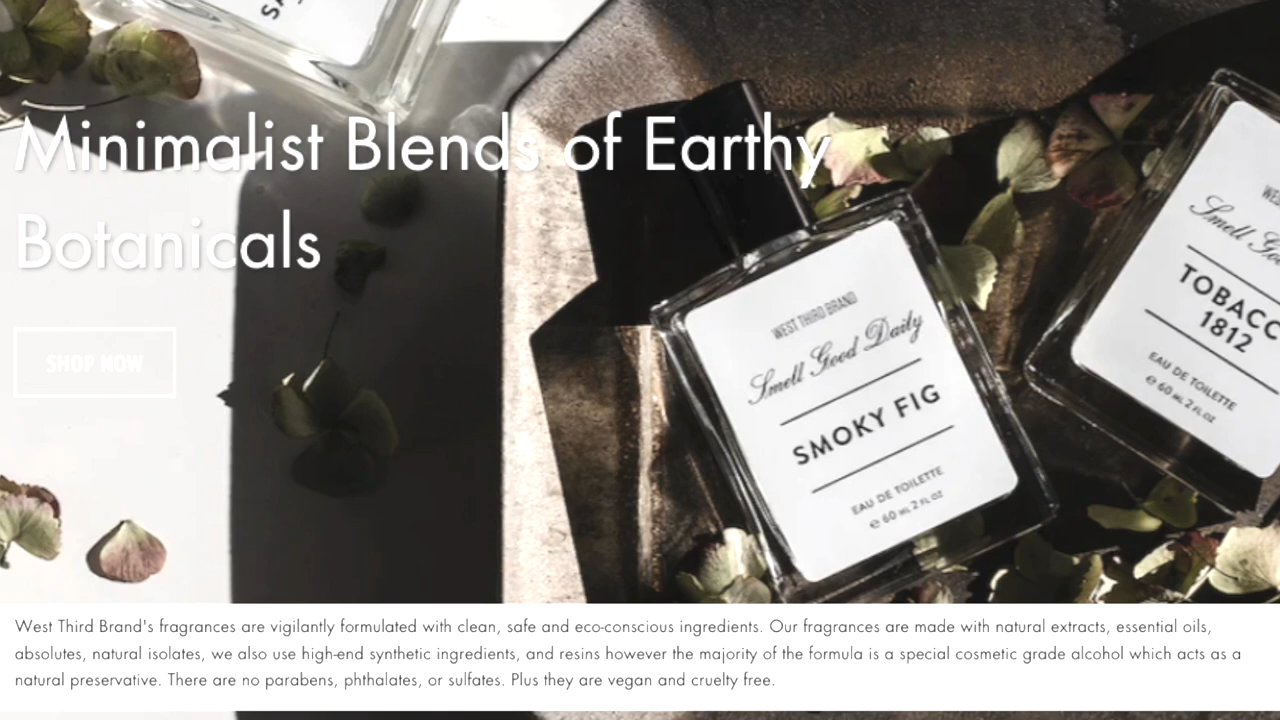 Minimalist Blends of Earthy
Botanicals
SHOP NOW
WEST THIRD BRAND
Smell Good Daily
SMOKY FIG
EAU DE TOILETTE
℮ 60 mL 2 FL OZ
Smell
1812
EAU DE TOILETTE
℮ 60 mL 2 FL OZ
West Third Brand's fragrances are vigilantly formulated with clean, safe and eco-conscious ingredients. Our fragrances are made with natural extracts, essential oils,
absolutes, natural isolates, we also use high-end synthetic ingredients, and resins however the majority of the formula is a special cosmetic grade alcohol which acts as a
natural preservative. There are no parabens, phthalates, or sulfates. Plus they are vegan and cruelty free.